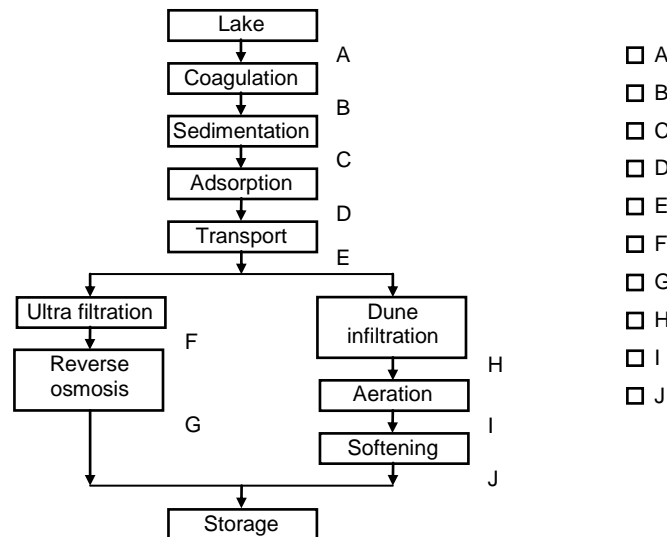 Lake
A
Coagulation
B
Sedimentation
C
Adsorption
D
Transport
E
Ultra filtration
F
Reverse
osmosis
G
Dune
infiltration
H
Aeration
I
Softening
J
Storage
A
B
C
D
E
F
G
H
I
J